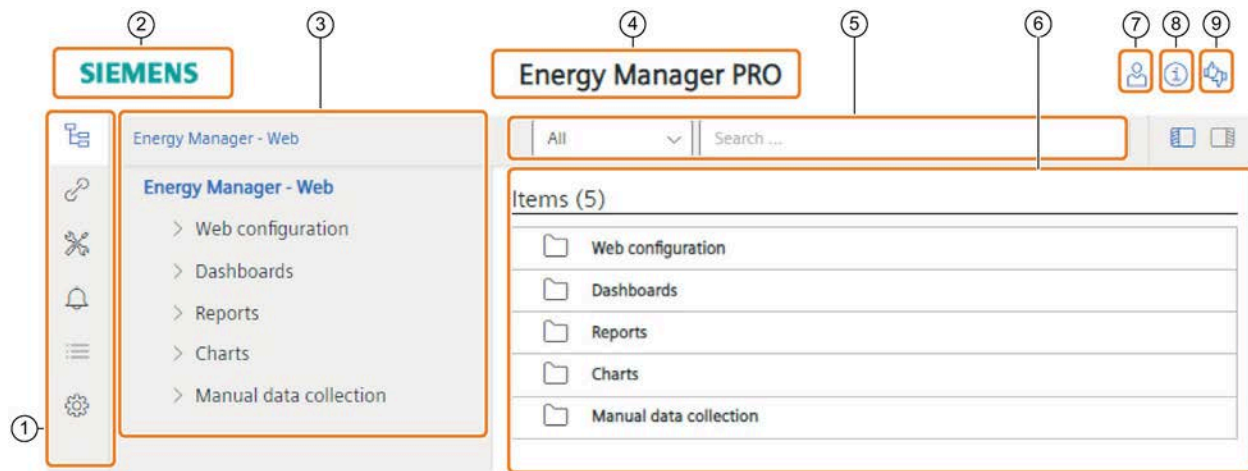 2 3 4 5 6 7 8 9
SIEMENS Energy Manager PRO
Energy Manager - Web All Search ...
Energy Manager - Web
Items (5)
> Web configuration
Web configuration
> Dashboards
Dashboards
> Reports
Reports
> Charts
Charts
> Manual data collection
Manual data collection
1